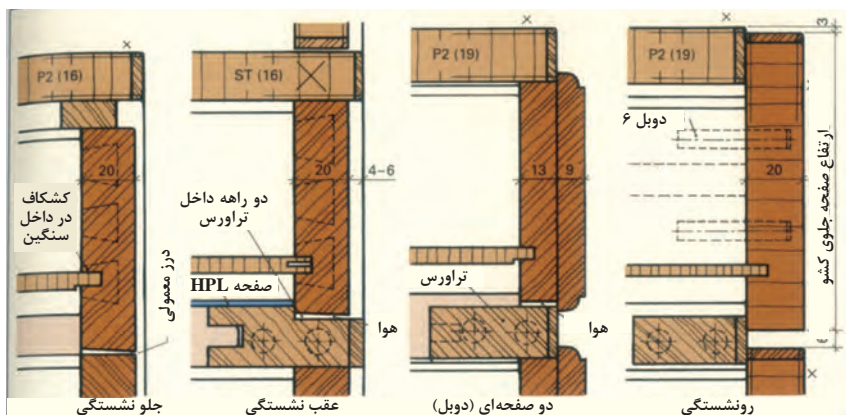 ×
P2 (16)
20
کشکاف
در داخل
سنگین
درز معمولی
جلو نشستگی
ST (16)
20
4-6
دو راهه داخل
تراورس
صفحه HPL
هوا
عقب نشستگی
×
P2 (19)
13
9
تراورس
هوا
دو صفحه‌ای (دوبل)
×
P2 (19)
3
دوبل ۶
20
ارتفاع صفحه جلوی کشو
×
رونشستگی